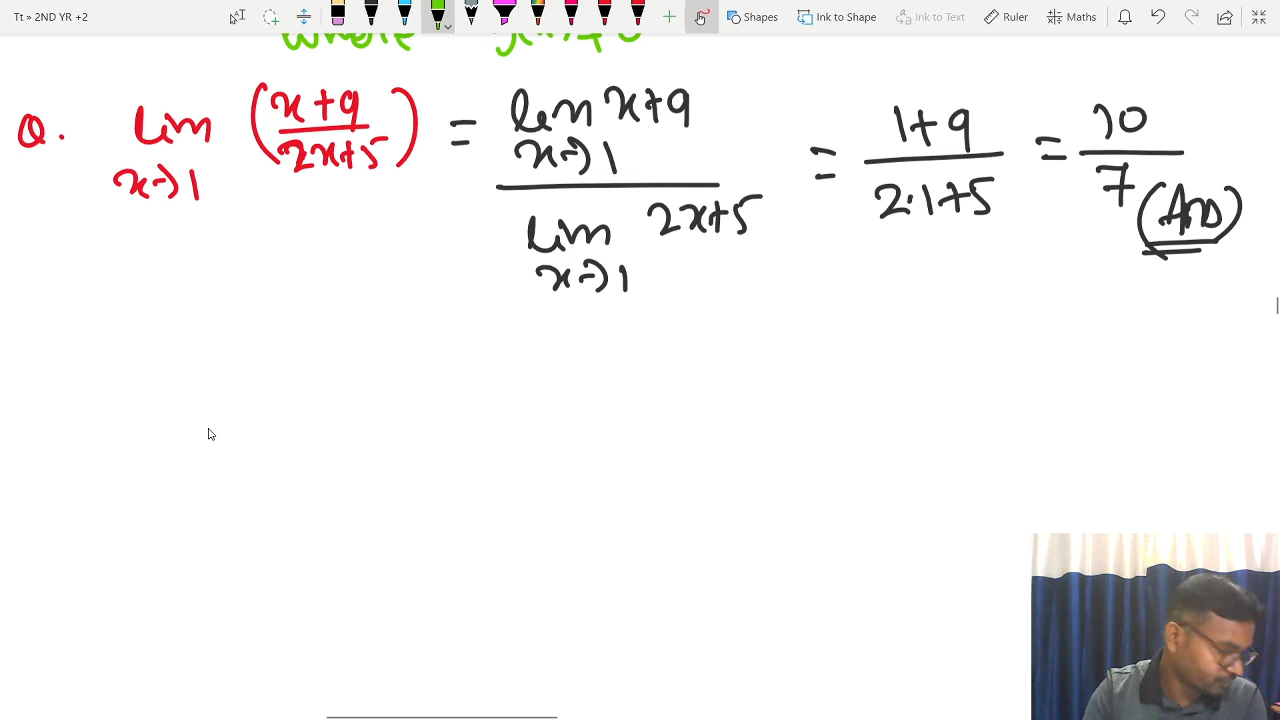 Tt » 2ND YR +2 Shapes Ink to Shape Ink to Text Ruler Maths
whole
Q. lim x→1 (x+9 / 2x+5) = lim x→1 x+9 / lim x→1 2x+5 = 1+9 / 2·1+5 = 10 / 7 (Ans)